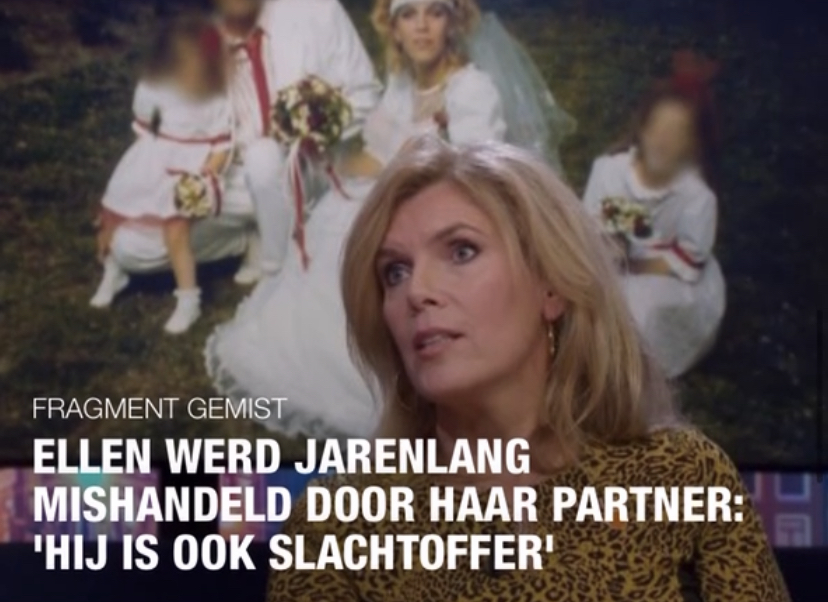 FRAGMENT GEMIST
ELLEN WERD JARENLANG
MISHANDELD DOOR HAAR PARTNER:
'HIJ IS OOK SLACHTOFFER'